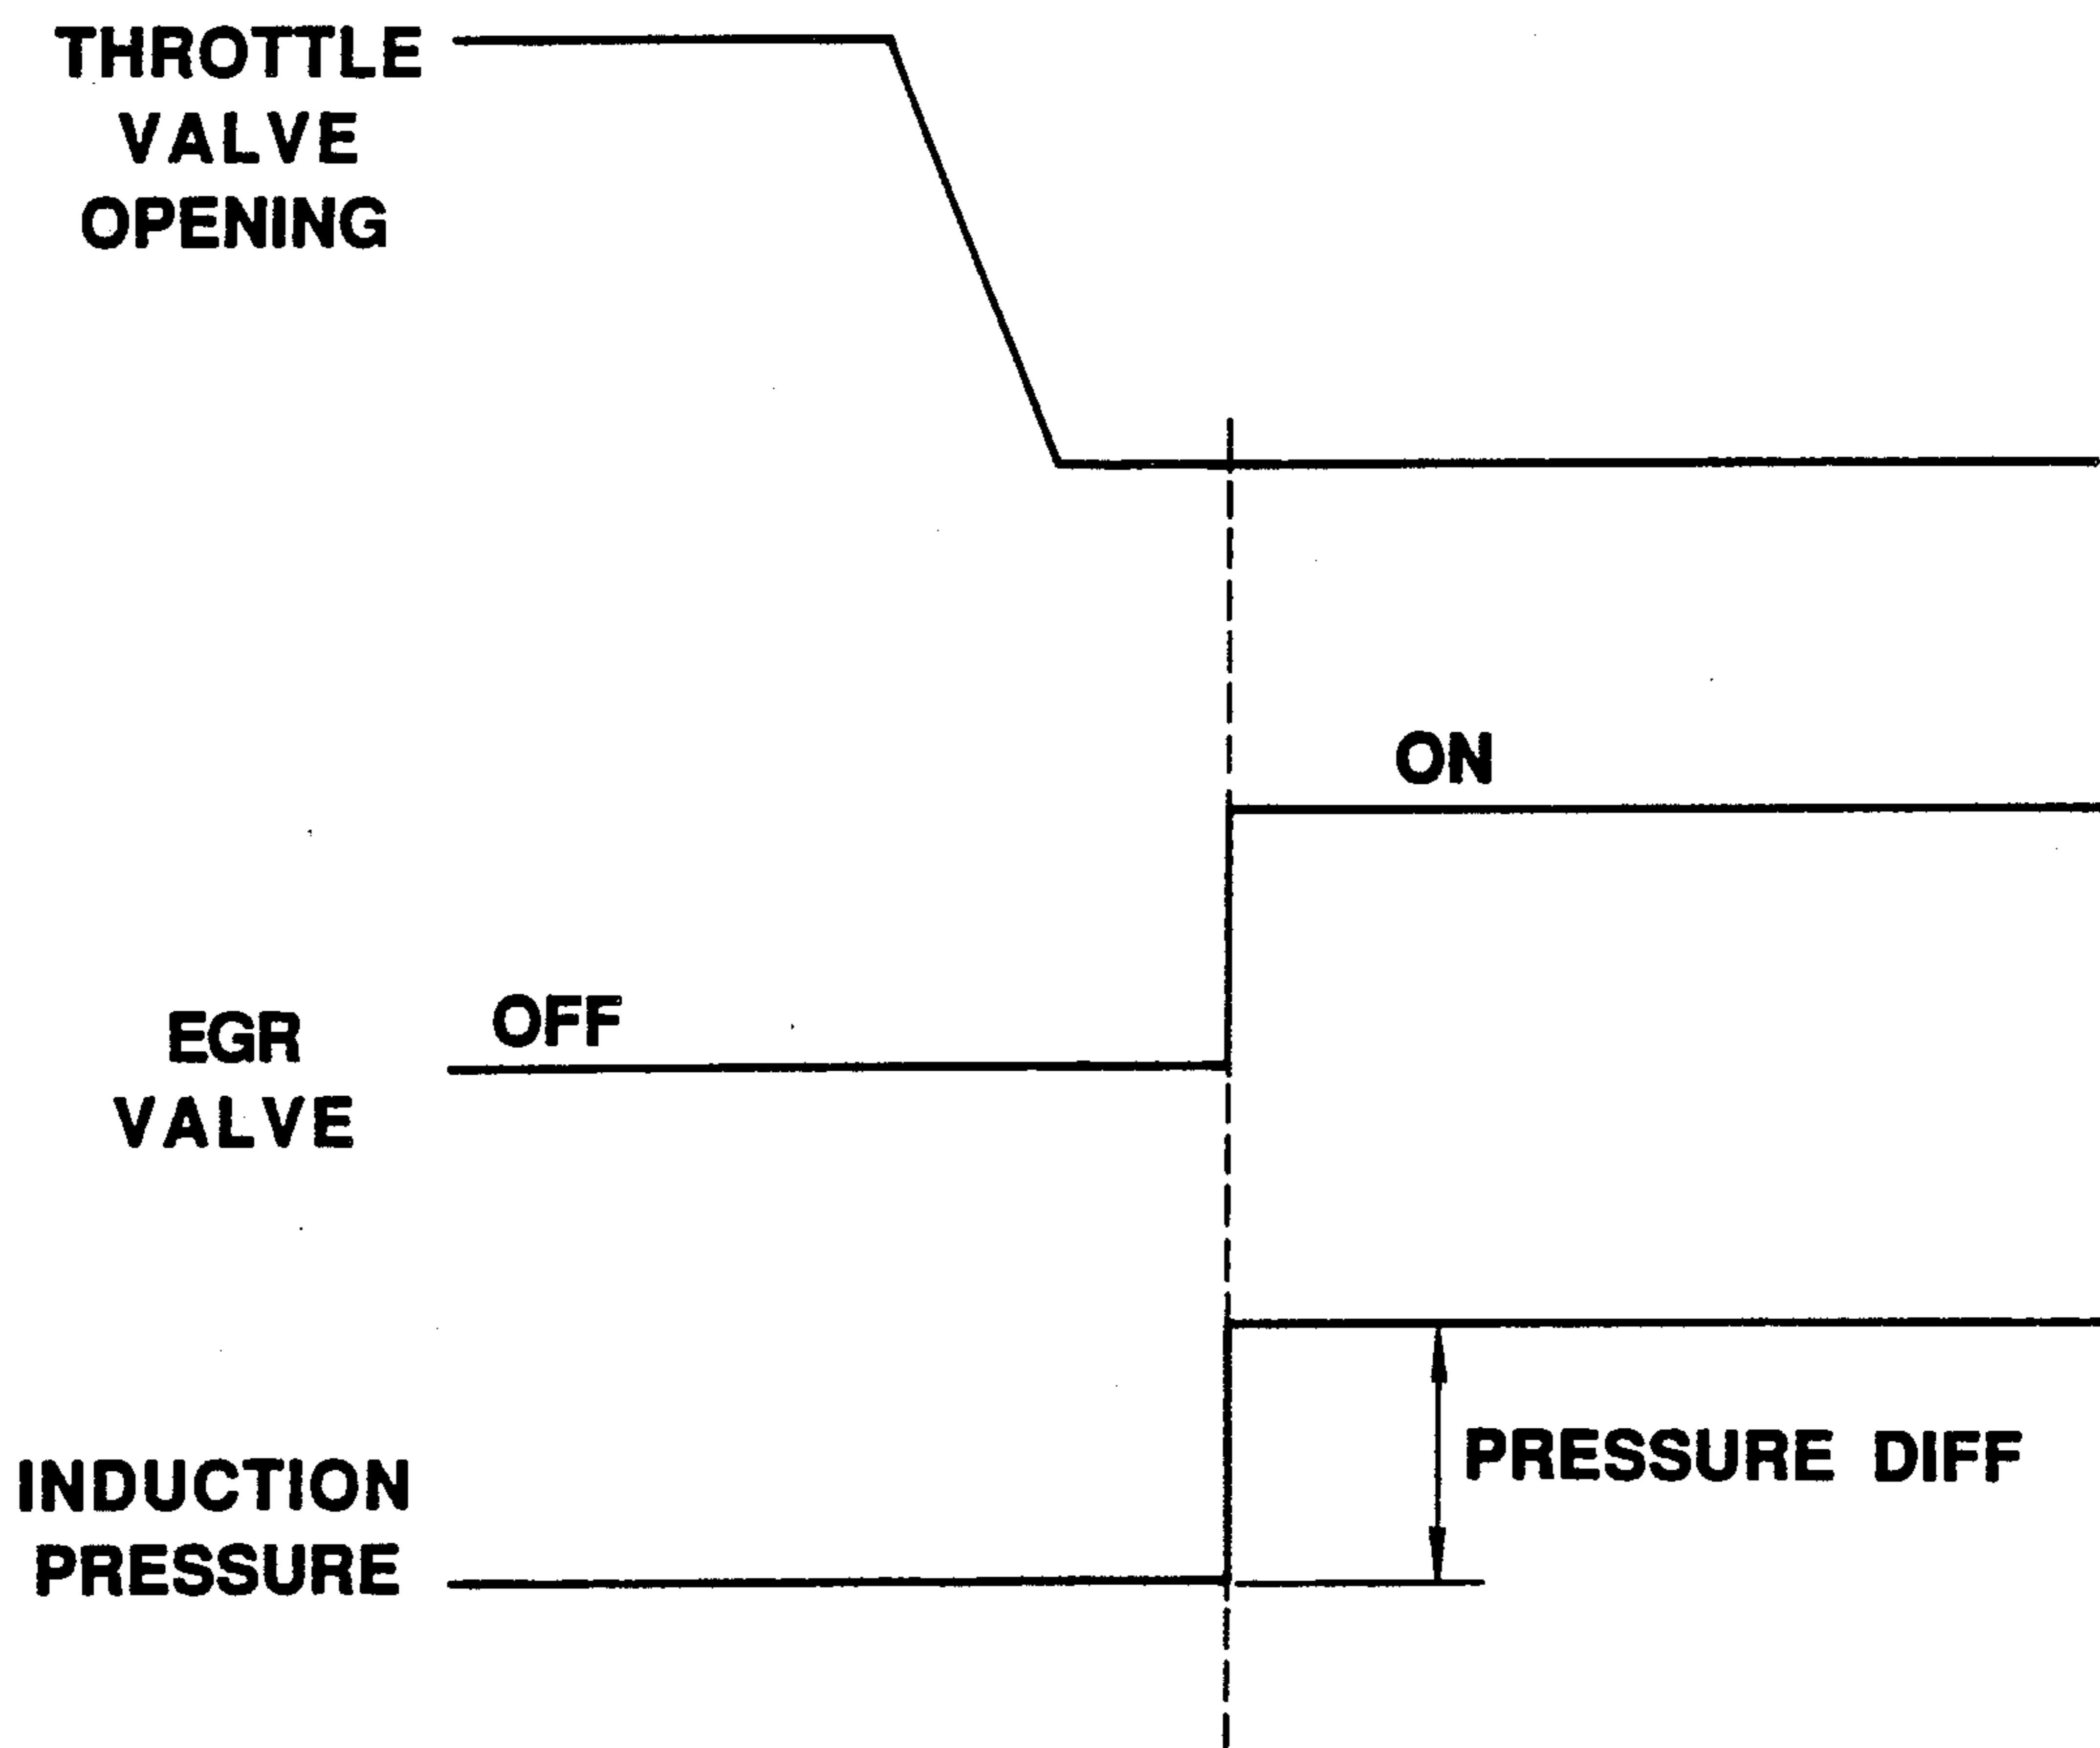 THROTTLE
VALVE
OPENING
ON
OFF
EGR
VALVE
PRESSURE DIFF
INDUCTION
PRESSURE